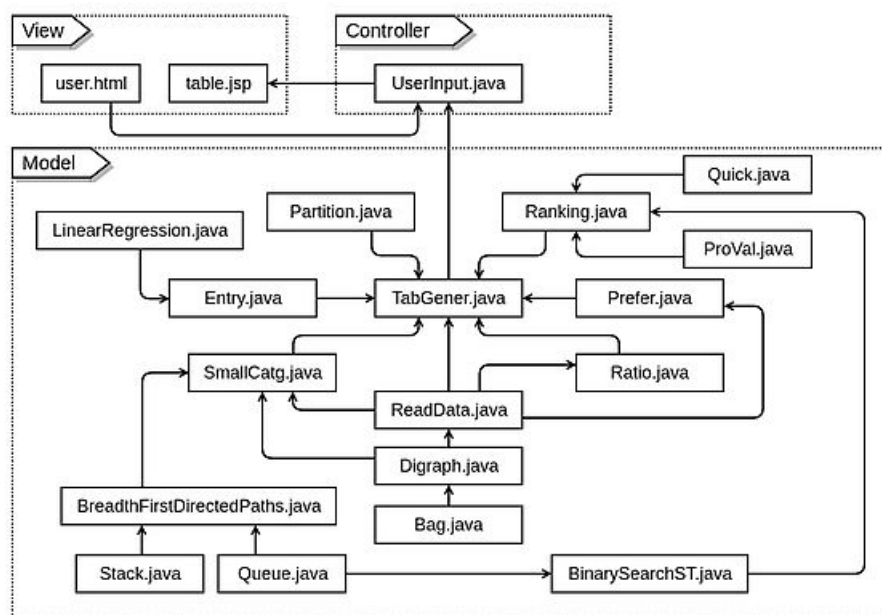 View
Controller
user.html
table.jsp
UserInput.java
Model
Quick.java
Partition.java
Ranking.java
LinearRegression.java
ProVal.java
Entry.java
TabGener.java
Prefer.java
SmallCatg.java
Ratio.java
ReadData.java
Digraph.java
BreadthFirstDirectedPaths.java
Bag.java
Stack.java
Queue.java
BinarySearchST.java